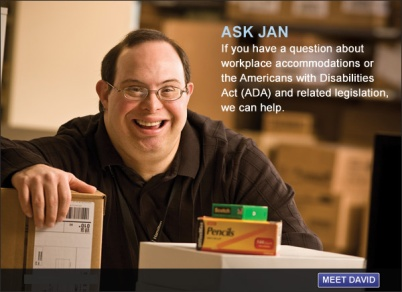 ASK JAN
If you have a question about
workplace accommodations or
the Americans with Disabilities
Act (ADA) and related legislation,
we can help.
Scotch
Pencils
MEET DAVID